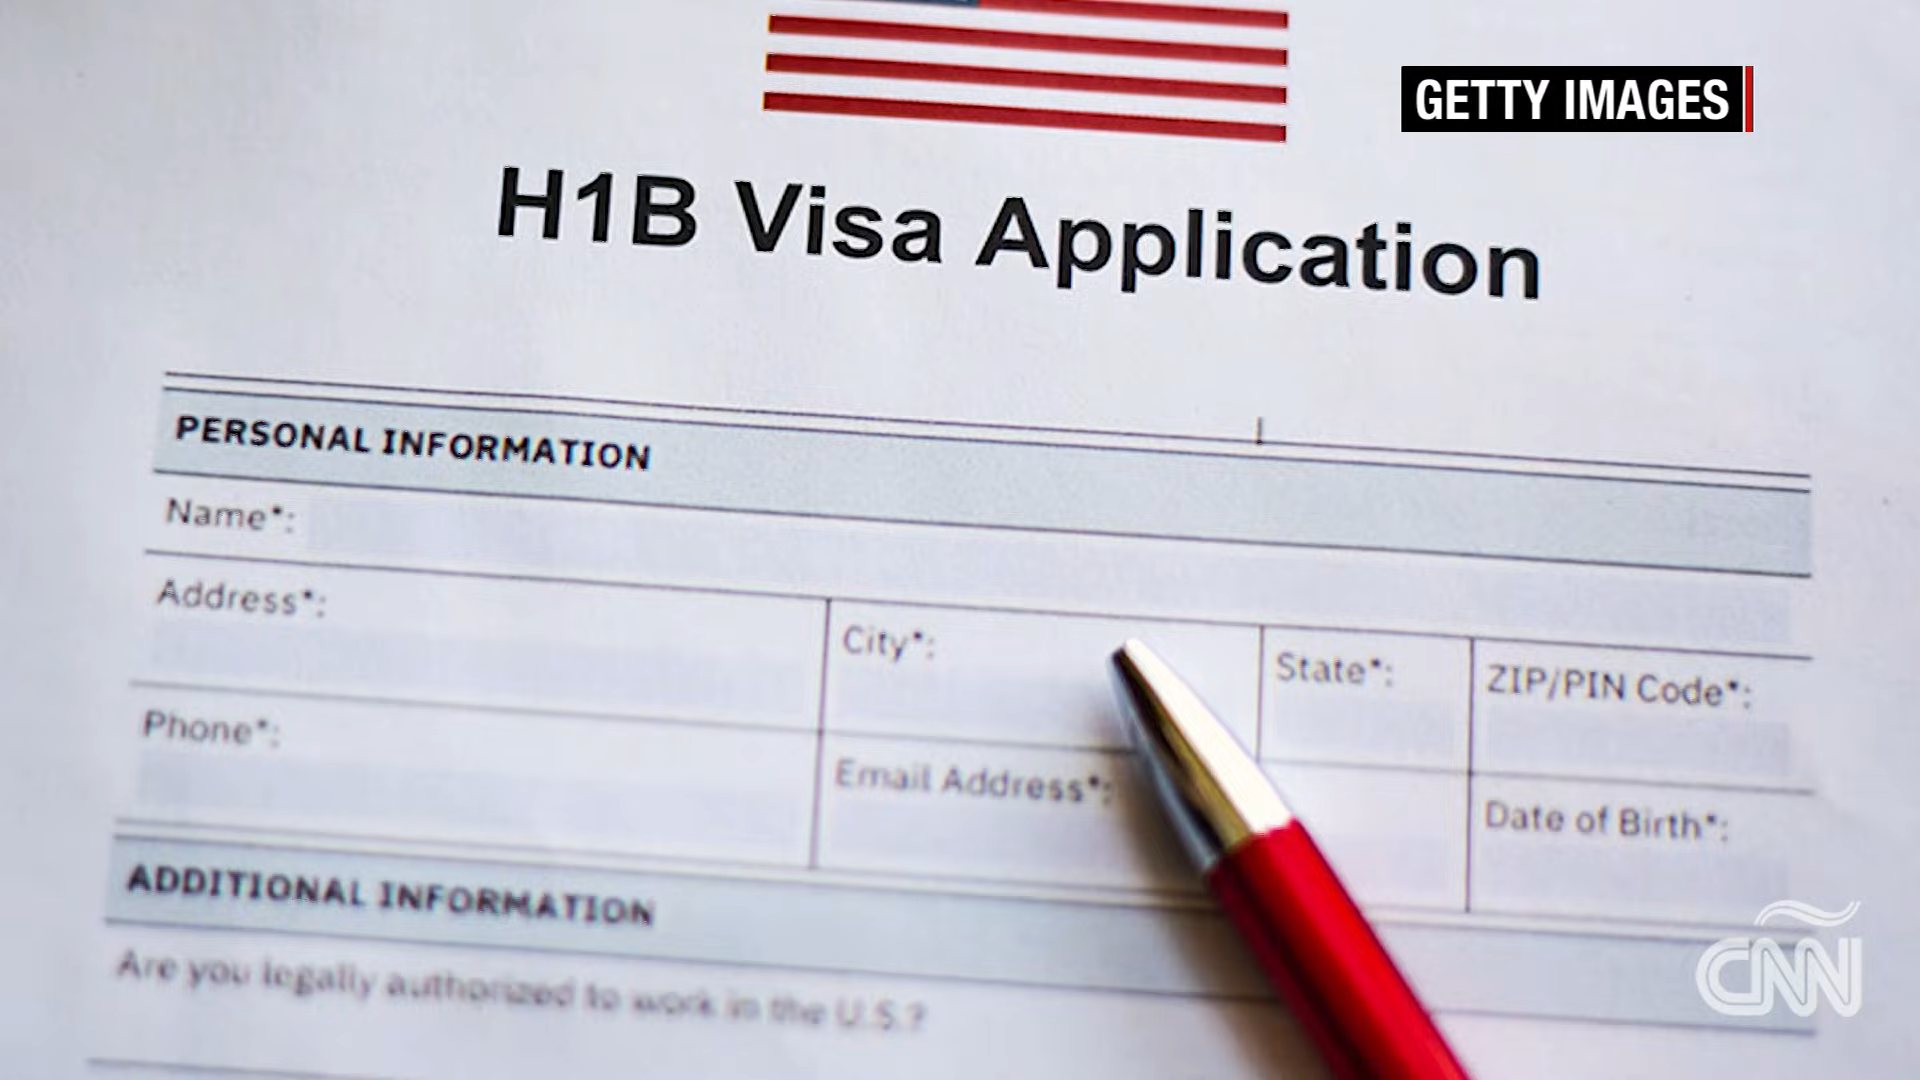 GETTY IMAGES
H1B Visa Application
PERSONAL INFORMATION
Name*:
Address*:
City*:
State*:
ZIP/PIN Code*:
Phone*:
Email Address*:
Date of Birth*:
ADDITIONAL INFORMATION
Are you legally authorized to work in the U.S.?
CNN